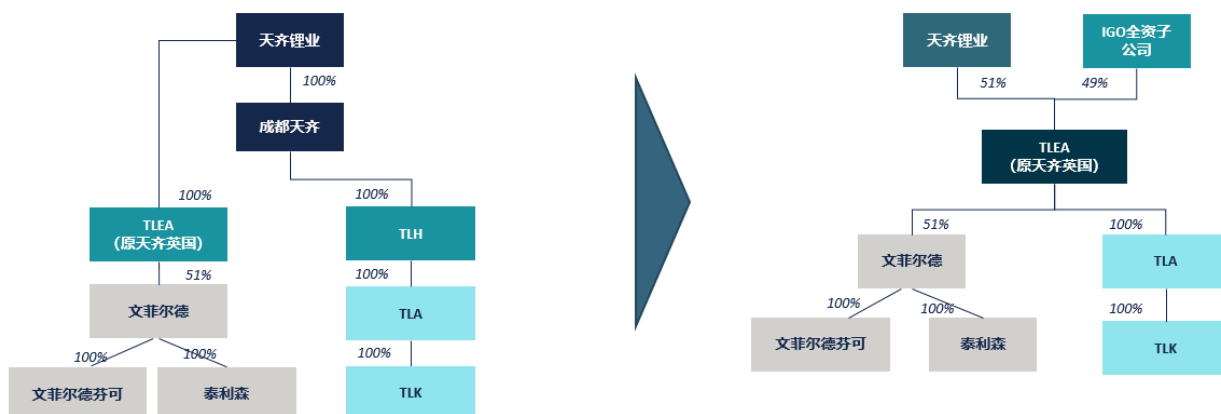 天齐锂业
100%
成都天齐
100%
100%
TLEA
(原天齐英国)
TLH
51%
100%
文菲尔德
TLA
100%
100%
100%
文菲尔德芬可
泰利森
TLK
天齐锂业
IGO全资子
公司
51%
49%
TLEA
(原天齐英国)
51%
100%
文菲尔德
TLA
100%
100%
100%
文菲尔德芬可
泰利森
TLK